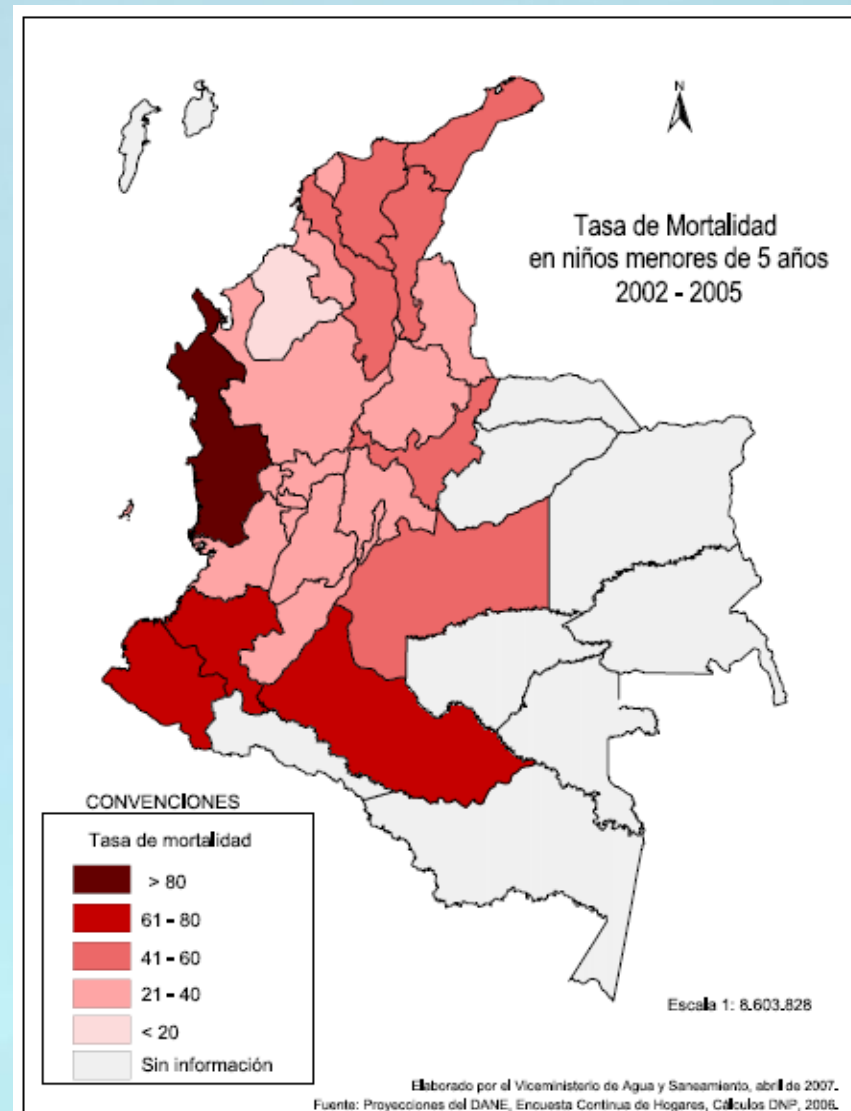 N
Tasa de Mortalidad
en niños menores de 5 años
2002 - 2005
CONVENCIONES
Tasa de mortalidad
> 80
61 - 80
41 - 60
21 - 40
< 20
Sin información
Escala 1: 8.603.828
Elaborado por el Viceministerio de Agua y Saneamiento, abril de 2007.
Fuente: Proyecciones del DANE, Encuesta Continua de Hogares, Cálculos DNP, 2006.